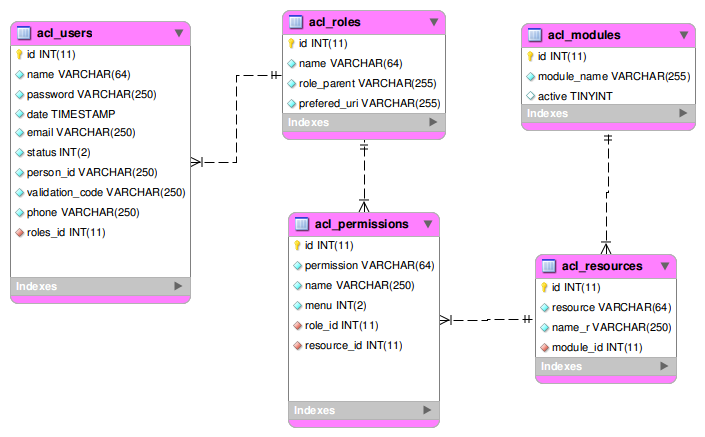 acl_users
id INT(11)
name VARCHAR(64)
password VARCHAR(250)
date TIMESTAMP
email VARCHAR(250)
status INT(2)
person_id VARCHAR(250)
validation_code VARCHAR(250)
phone VARCHAR(250)
roles_id INT(11)
Indexes
acl_roles
id INT(11)
name VARCHAR(64)
role_parent VARCHAR(255)
prefered_uri VARCHAR(255)
Indexes
acl_modules
id INT(11)
module_name VARCHAR(255)
active TINYINT
Indexes
acl_permissions
id INT(11)
permission VARCHAR(64)
name VARCHAR(250)
menu INT(2)
role_id INT(11)
resource_id INT(11)
Indexes
acl_resources
id INT(11)
resource VARCHAR(64)
name_r VARCHAR(250)
module_id INT(11)
Indexes